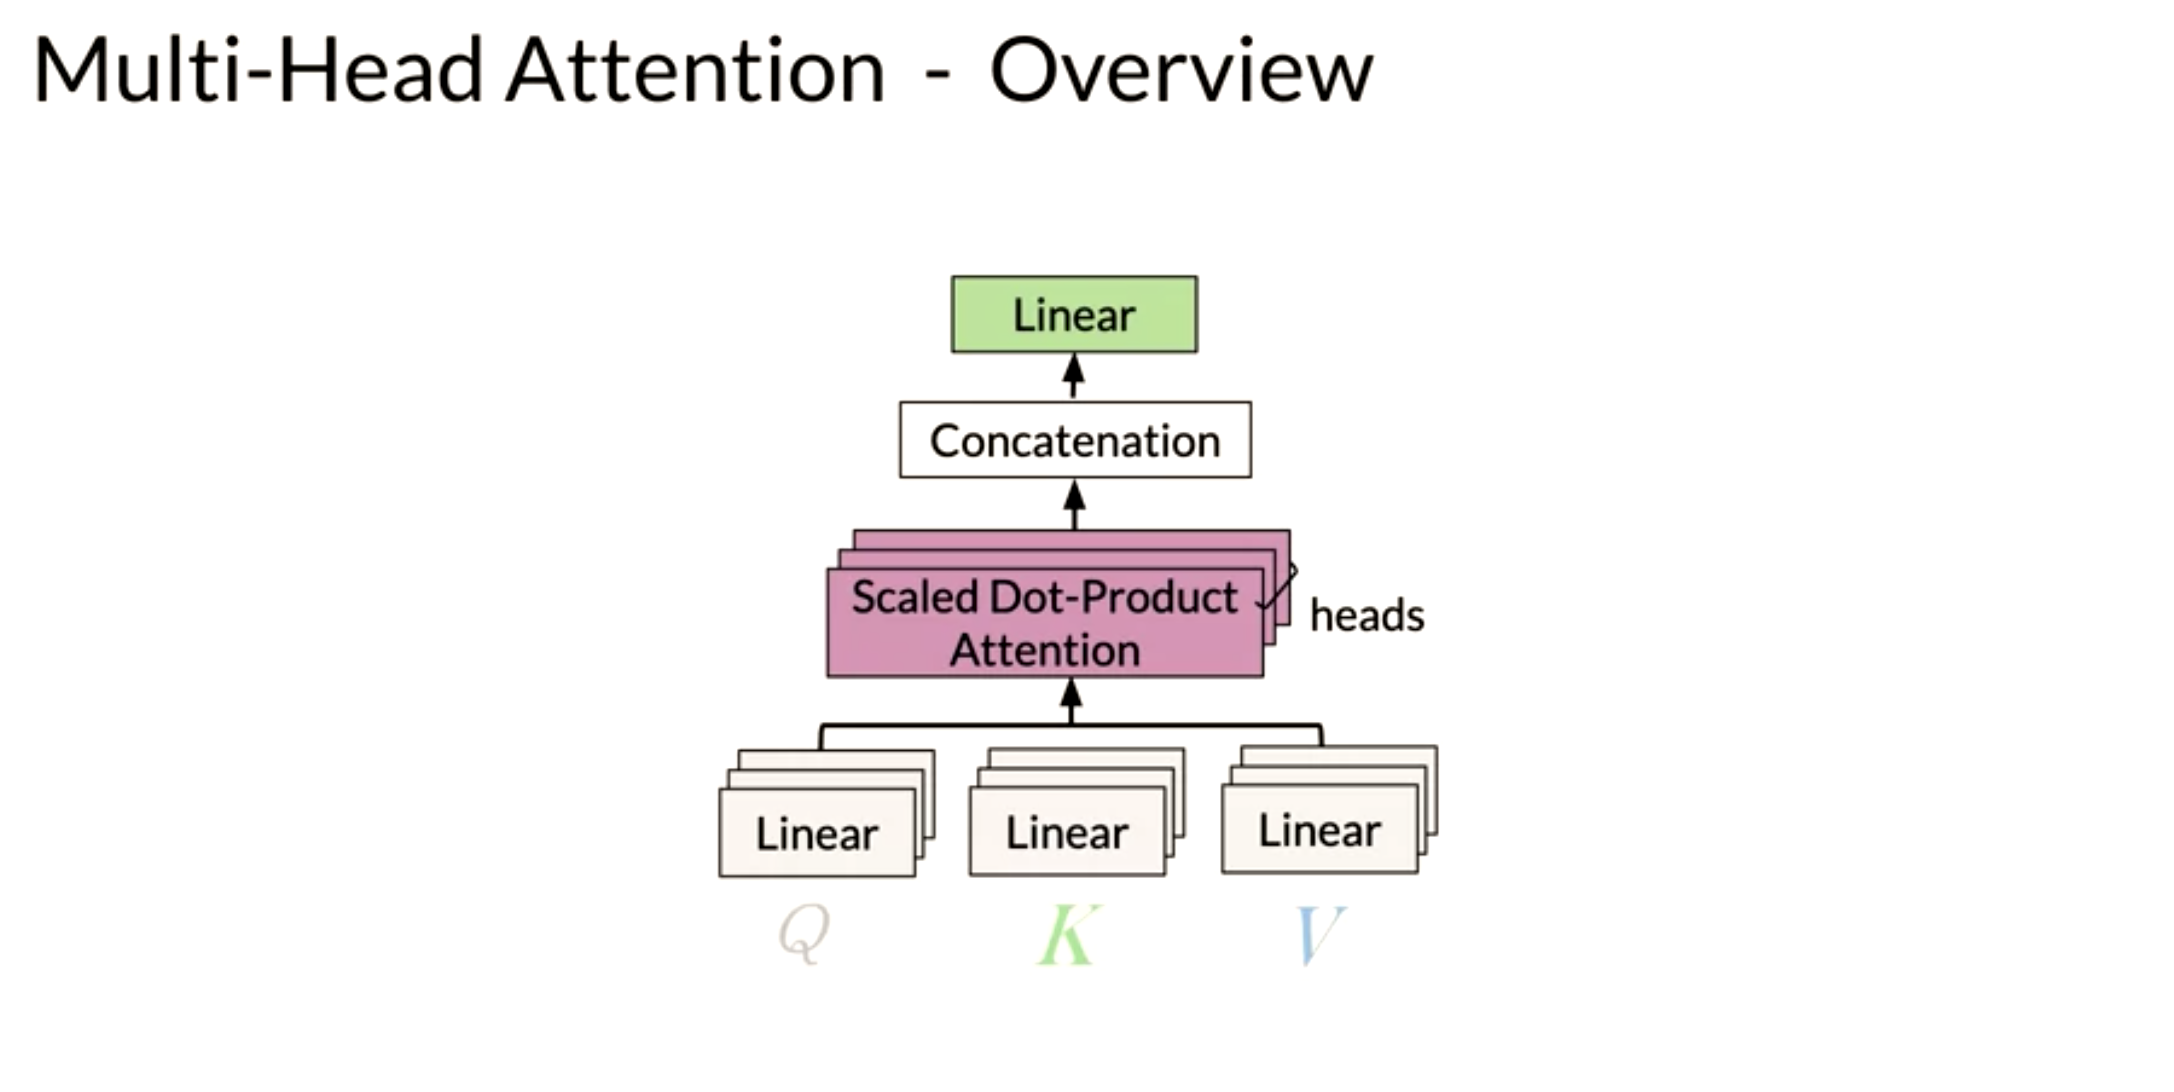 Multi-Head Attention - Overview
Linear
Concatenation
Scaled Dot-Product
Attention
heads
Linear
Linear
Linear
Q
K
V